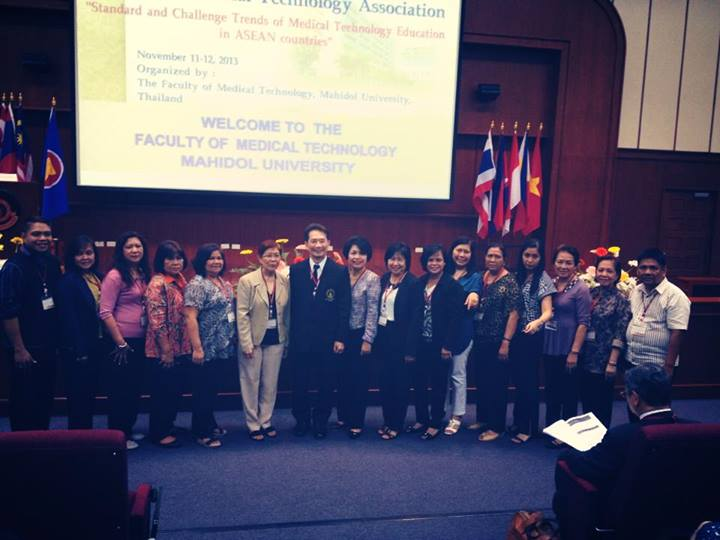 Technology Association
"Standard and Challenge Trends of Medical Technology Education
in ASEAN countries"
November 11-12, 2013
Organized by :
The Faculty of Medical Technology, Mahidol University,
Thailand
WELCOME TO THE
FACULTY OF MEDICAL TECHNOLOGY
MAHIDOL UNIVERSITY